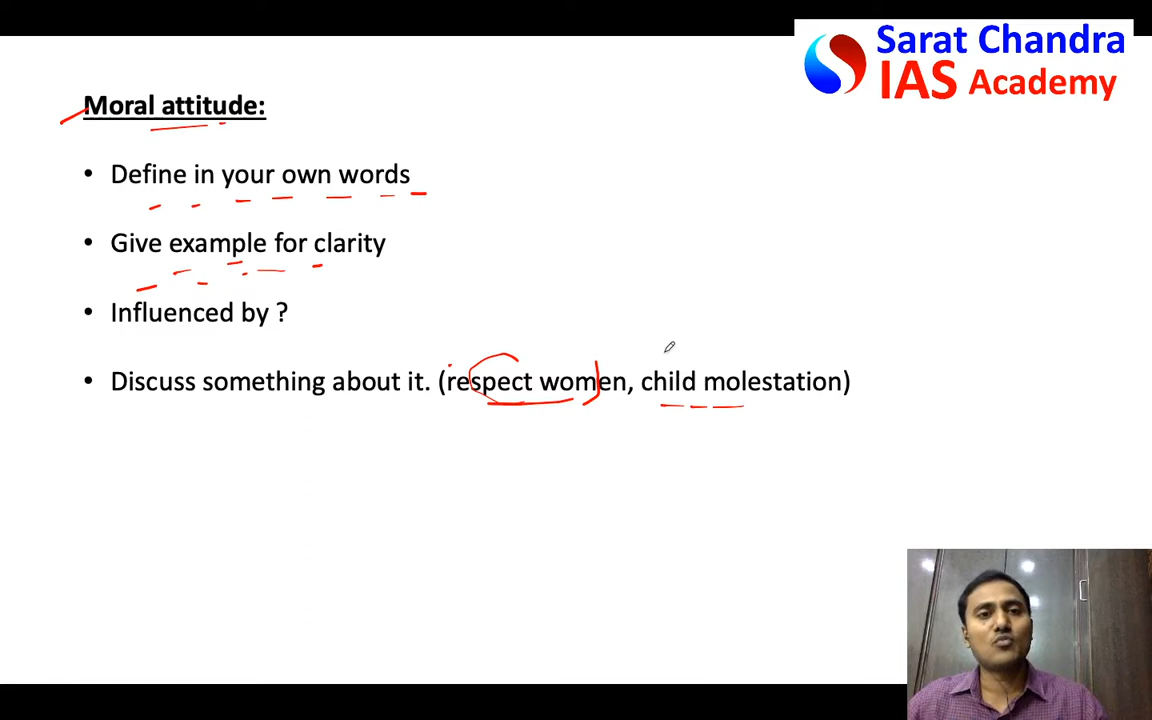 Sarat Chandra
IAS Academy
Moral attitude:
• Define in your own words
• Give example for clarity
• Influenced by ?
• Discuss something about it. (respect women, child molestation)